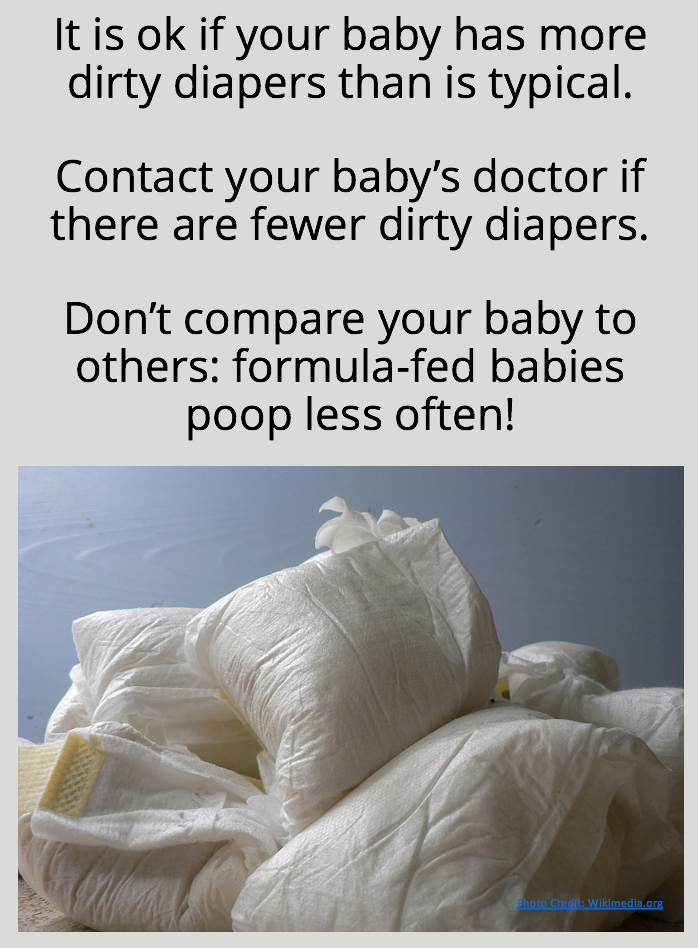 It is ok if your baby has more
dirty diapers than is typical.
Contact your baby’s doctor if
there are fewer dirty diapers.
Don’t compare your baby to
others: formula-fed babies
poop less often!
Photo Credit: Wikimedia.org